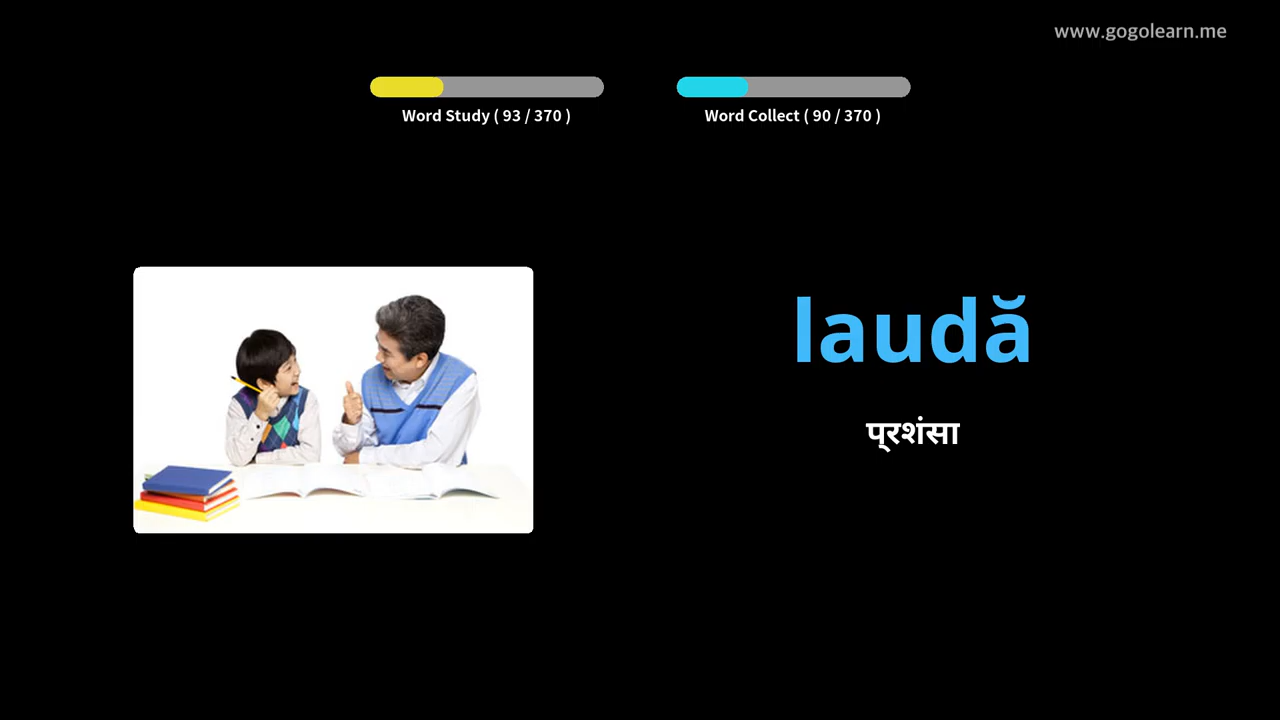 www.gogolearn.me
Word Study ( 93 / 370 )
Word Collect ( 90 / 370 )
laudă
प्रशंसा